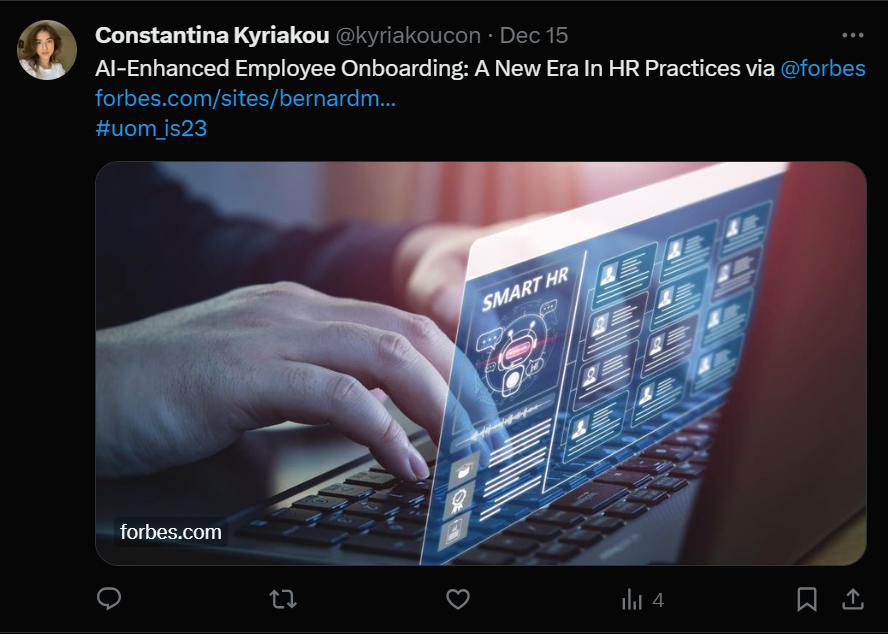 Constantina Kyriakou @kyriakoucon · Dec 15
AI-Enhanced Employee Onboarding: A New Era In HR Practices via @forbes
forbes.com/sites/bernardm...
#uom_is23
SMART HR
forbes.com
4